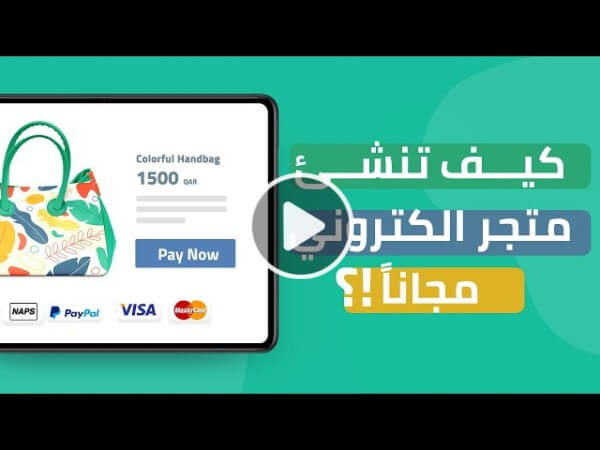 كيف تنشئ
متجر الكتروني
مجاناً!؟
Colorful Handbag
1500 QAR
Pay Now
NAPS
PayPal
VISA
MasterCard